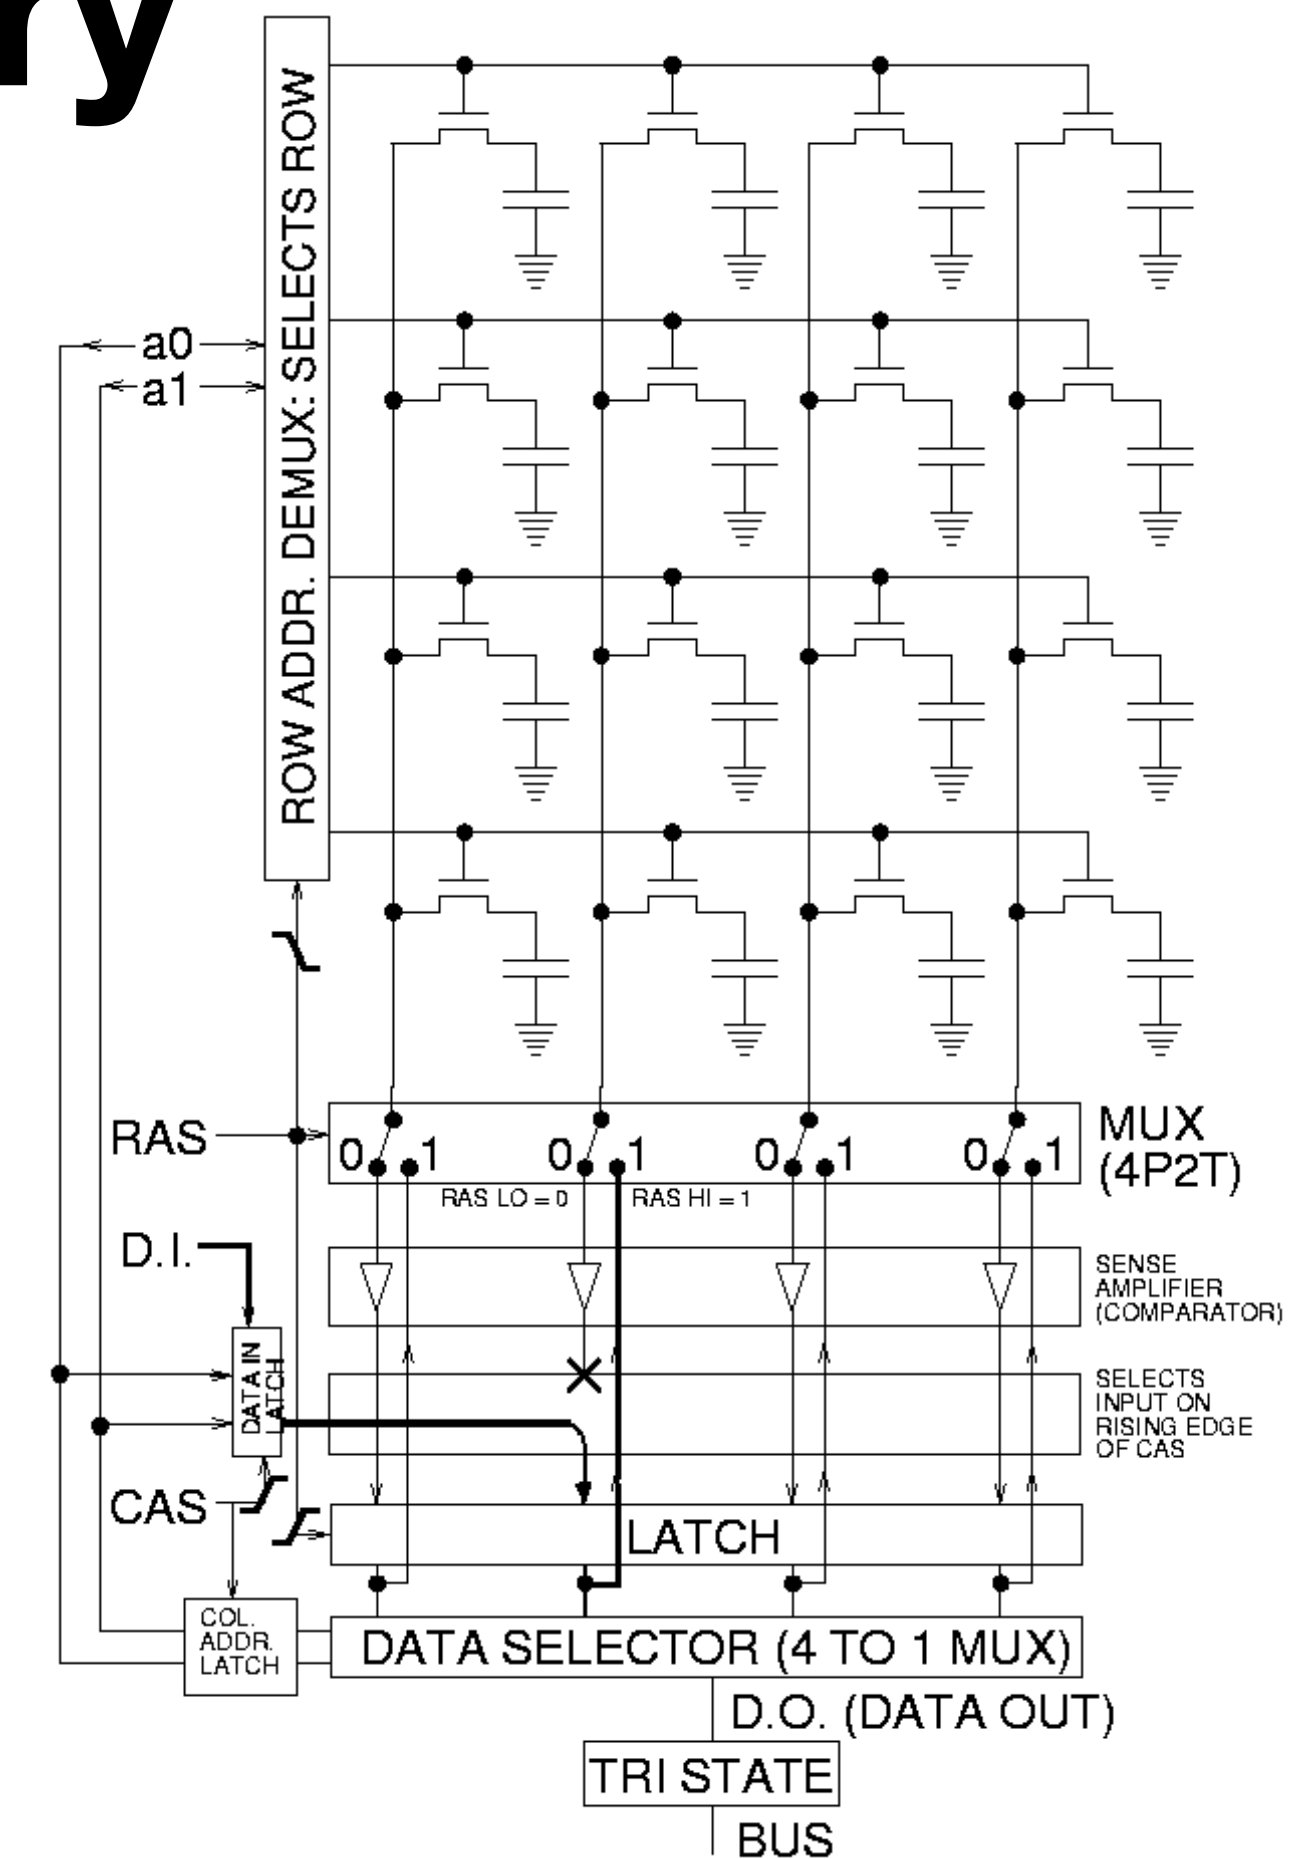 ry
ROW ADDR. DEMUX: SELECTS ROW
a0
a1
RAS
0 1 0 1 0 1 0 1
MUX
(4P2T)
RAS LO = 0 RAS HI = 1
D.I.
SENSE
AMPLIFIER
(COMPARATOR)
DATA IN
LATCH
SELECTS
INPUT ON
RISING EDGE
OF CAS
CAS
LATCH
COL.
ADDR.
LATCH
DATA SELECTOR (4 TO 1 MUX)
D.O. (DATA OUT)
TRI STATE
BUS